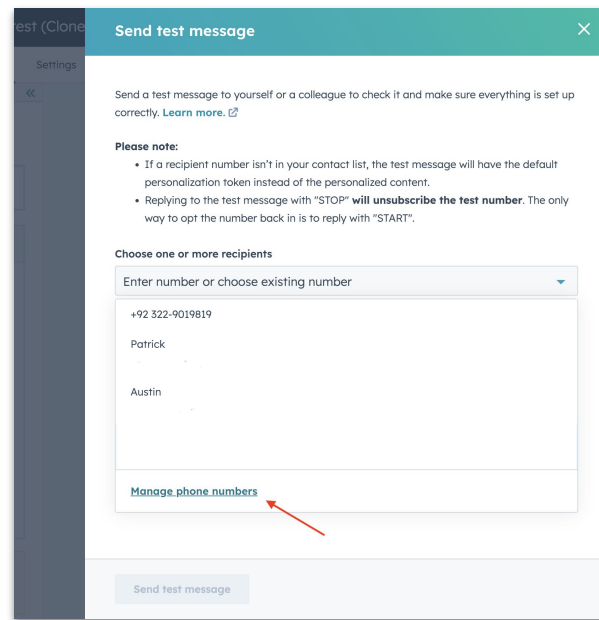 est (Clone
Send test message
Settings
Send a test message to yourself or a colleague to check it and make sure everything is set up
correctly. Learn more.
Please note:
• If a recipient number isn't in your contact list, the test message will have the default
personalization token instead of the personalized content.
• Replying to the test message with "STOP" will unsubscribe the test number. The only
way to opt the number back in is to reply with "START".
Choose one or more recipients
Enter number or choose existing number
+92 322-9019819
Patrick
Austin
Manage phone numbers
Send test message